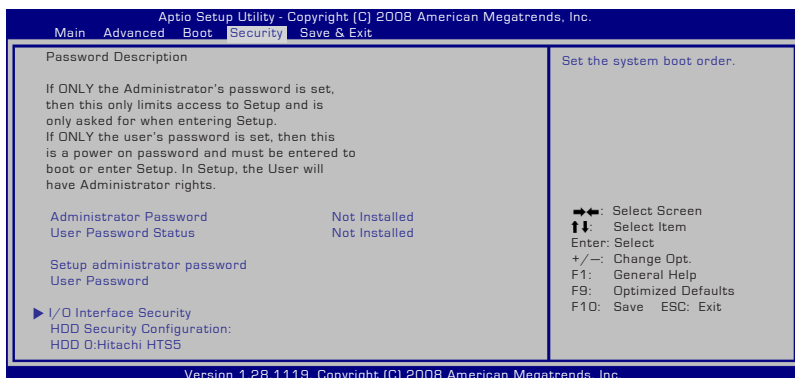 Aptio Setup Utility - Copyright (C) 2008 American Megatrends, Inc.
Main Advanced Boot Security Save & Exit
Password Description
If ONLY the Administrator's password is set,
then this only limits access to Setup and is
only asked for when entering Setup.
If ONLY the user's password is set, then this
is a power on password and must be entered to
boot or enter Setup. In Setup, the User will
have Administrator rights.
Administrator Password Not Installed
User Password Status Not Installed
Setup administrator password
User Password
I/O Interface Security
HDD Security Configuration:
HDD 0:Hitachi HTS5
Set the system boot order.
→←: Select Screen
↑↓: Select Item
Enter: Select
+/—: Change Opt.
F1: General Help
F9: Optimized Defaults
F10: Save ESC: Exit
Version 1.28.1119. Copyright (C) 2008 American Megatrends, Inc.